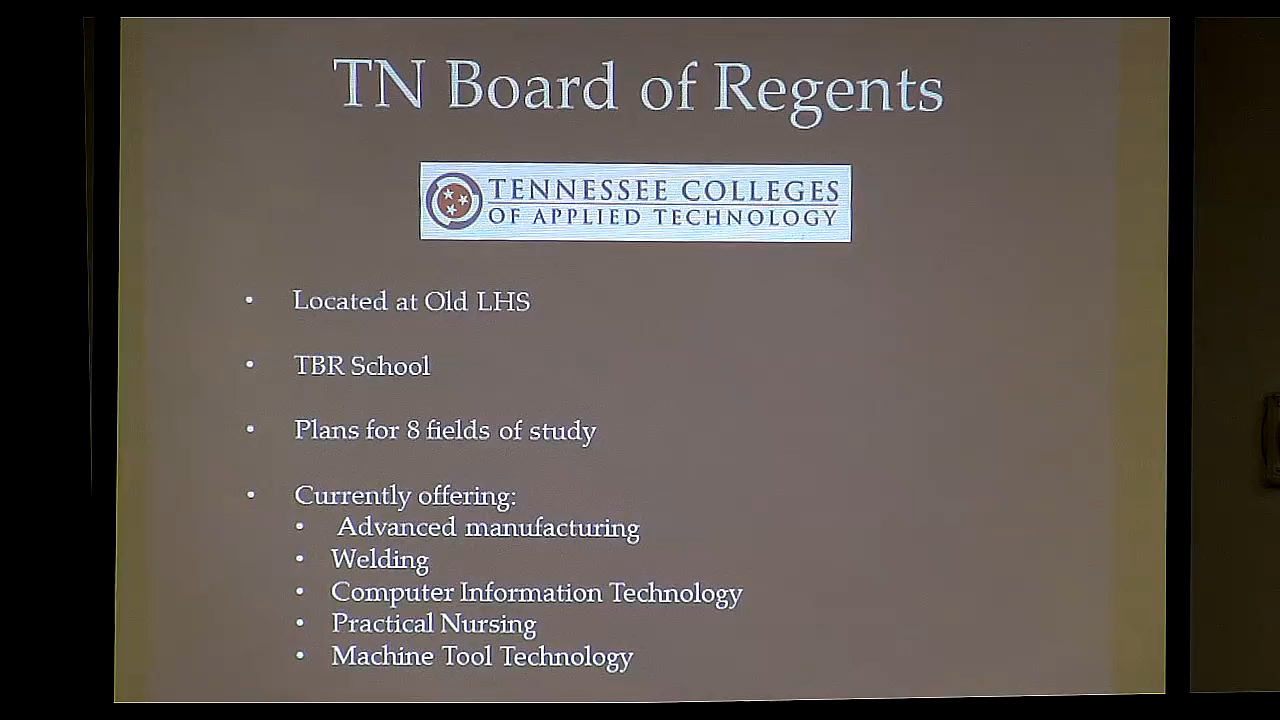 TN Board of Regents
TENNESSEE COLLEGES
OF APPLIED TECHNOLOGY
• Located at Old LHS
• TBR School
• Plans for 8 fields of study
• Currently offering:
• Advanced manufacturing
• Welding
• Computer Information Technology
• Practical Nursing
• Machine Tool Technology